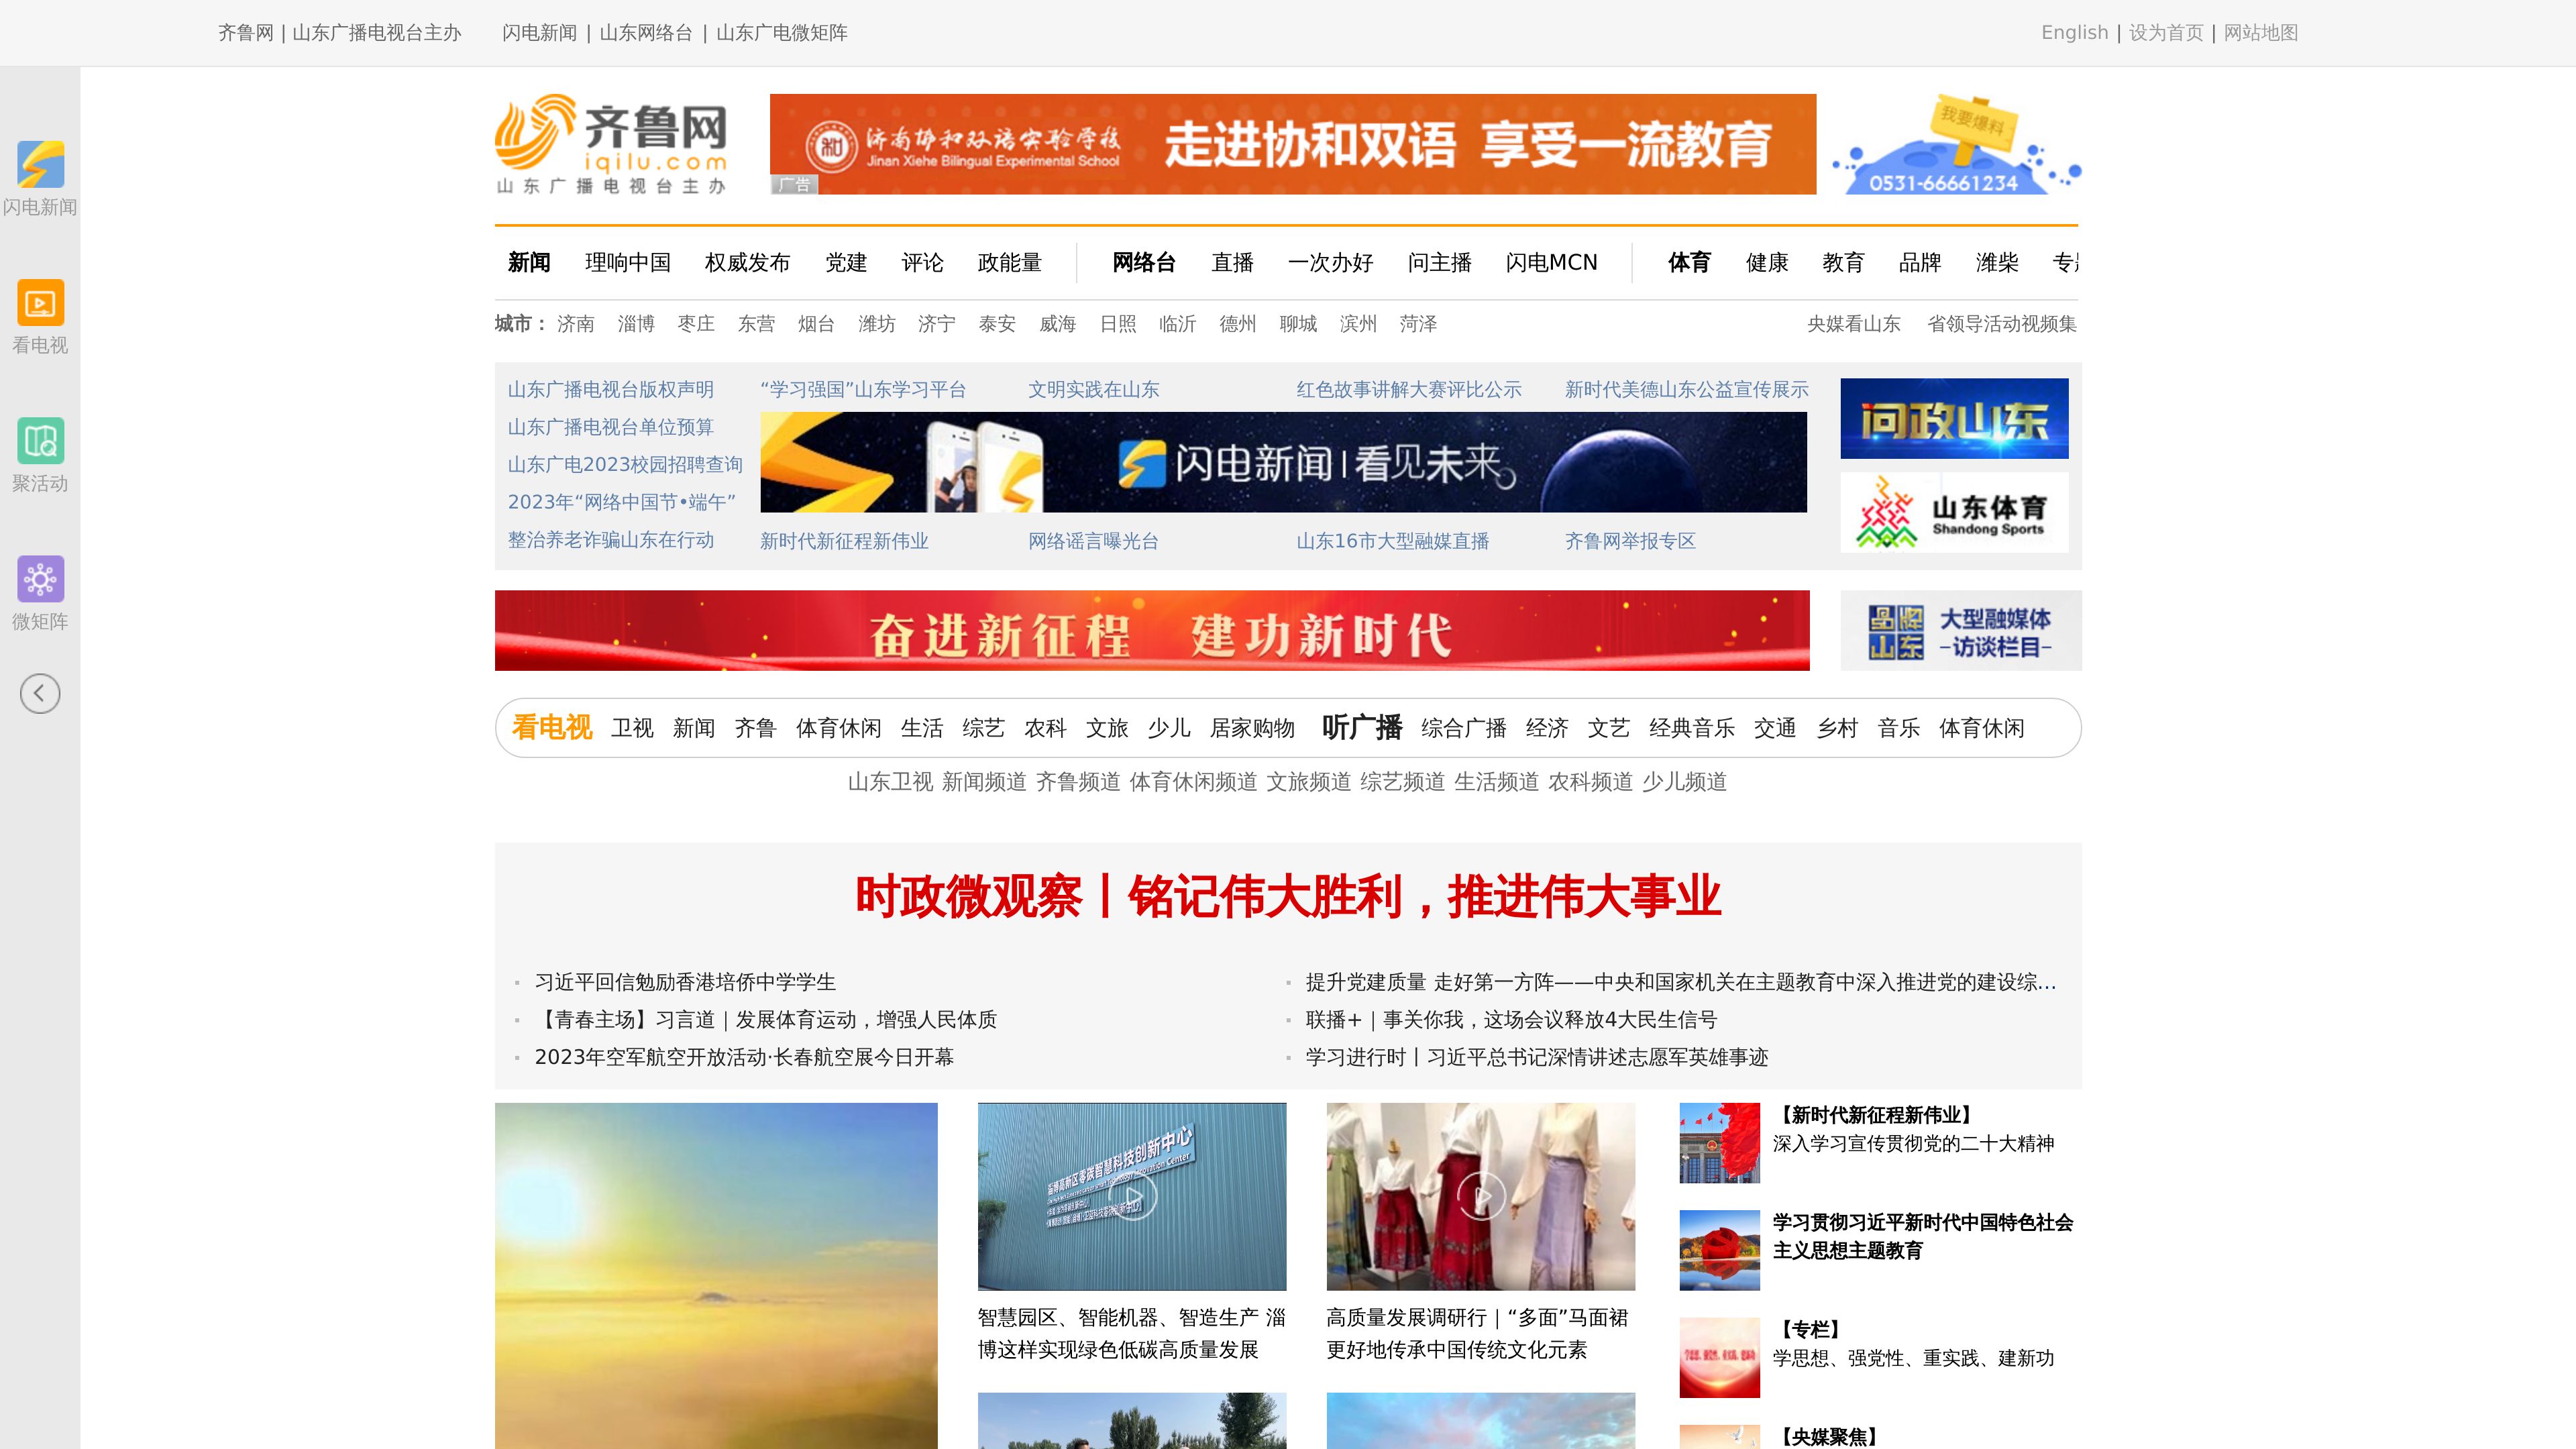 齐鲁网 | 山东广播电视台主办
闪电新闻 | 山东网络台 | 山东广电微矩阵
English | 设为首页 | 网站地图
闪电新闻
看电视
聚活动
微矩阵
齐鲁网
iqilu.com
山东广播电视台主办
济南协和双语实验学校
Jinan Xiehe Bilingual Experimental School
走进协和双语 享受一流教育
广告
我要爆料
0531-66661234
新闻 理响中国 权威发布 党建 评论 政能量 网络台 直播 一次办好 问主播 闪电MCN 体育 健康 教育 品牌 潍柴
城市： 济南 淄博 枣庄 东营 烟台 潍坊 济宁 泰安 威海 日照 临沂 德州 聊城 滨州 菏泽
央媒看山东 省领导活动视频集
山东广播电视台版权声明
山东广播电视台单位预算
山东广电2023校园招聘查询
2023年“网络中国节•端午”
整治养老诈骗山东在行动
“学习强国”山东学习平台 文明实践在山东 红色故事讲解大赛评比公示 新时代美德山东公益宣传展示
闪电新闻 | 看见未来
新时代新征程新伟业 网络谣言曝光台 山东16市大型融媒直播 齐鲁网举报专区
问政山东
山东体育
Shandong Sports
奋进新征程 建功新时代
品牌山东
大型融媒体
-访谈栏目-
看电视 卫视 新闻 齐鲁 体育休闲 生活 综艺 农科 文旅 少儿 居家购物 听广播 综合广播 经济 文艺 经典音乐 交通 乡村 音乐 体育休闲
山东卫视 新闻频道 齐鲁频道 体育休闲频道 文旅频道 综艺频道 生活频道 农科频道 少儿频道
时政微观察丨铭记伟大胜利，推进伟大事业
习近平回信勉励香港培侨中学学生
【青春主场】习言道｜发展体育运动，增强人民体质
2023年空军航空开放活动·长春航空展今日开幕
提升党建质量 走好第一方阵——中央和国家机关在主题教育中深入推进党的建设综…
联播+｜事关你我，这场会议释放4大民生信号
学习进行时丨习近平总书记深情讲述志愿军英雄事迹
淄博高新区零碳智慧科技创新中心
智慧园区、智能机器、智造生产 淄
博这样实现绿色低碳高质量发展
高质量发展调研行｜“多面”马面裙
更好地传承中国传统文化元素
【新时代新征程新伟业】
深入学习宣传贯彻党的二十大精神
学习贯彻习近平新时代中国特色社会
主义思想主题教育
【专栏】
学思想、强党性、重实践、建新功
【央媒聚焦】